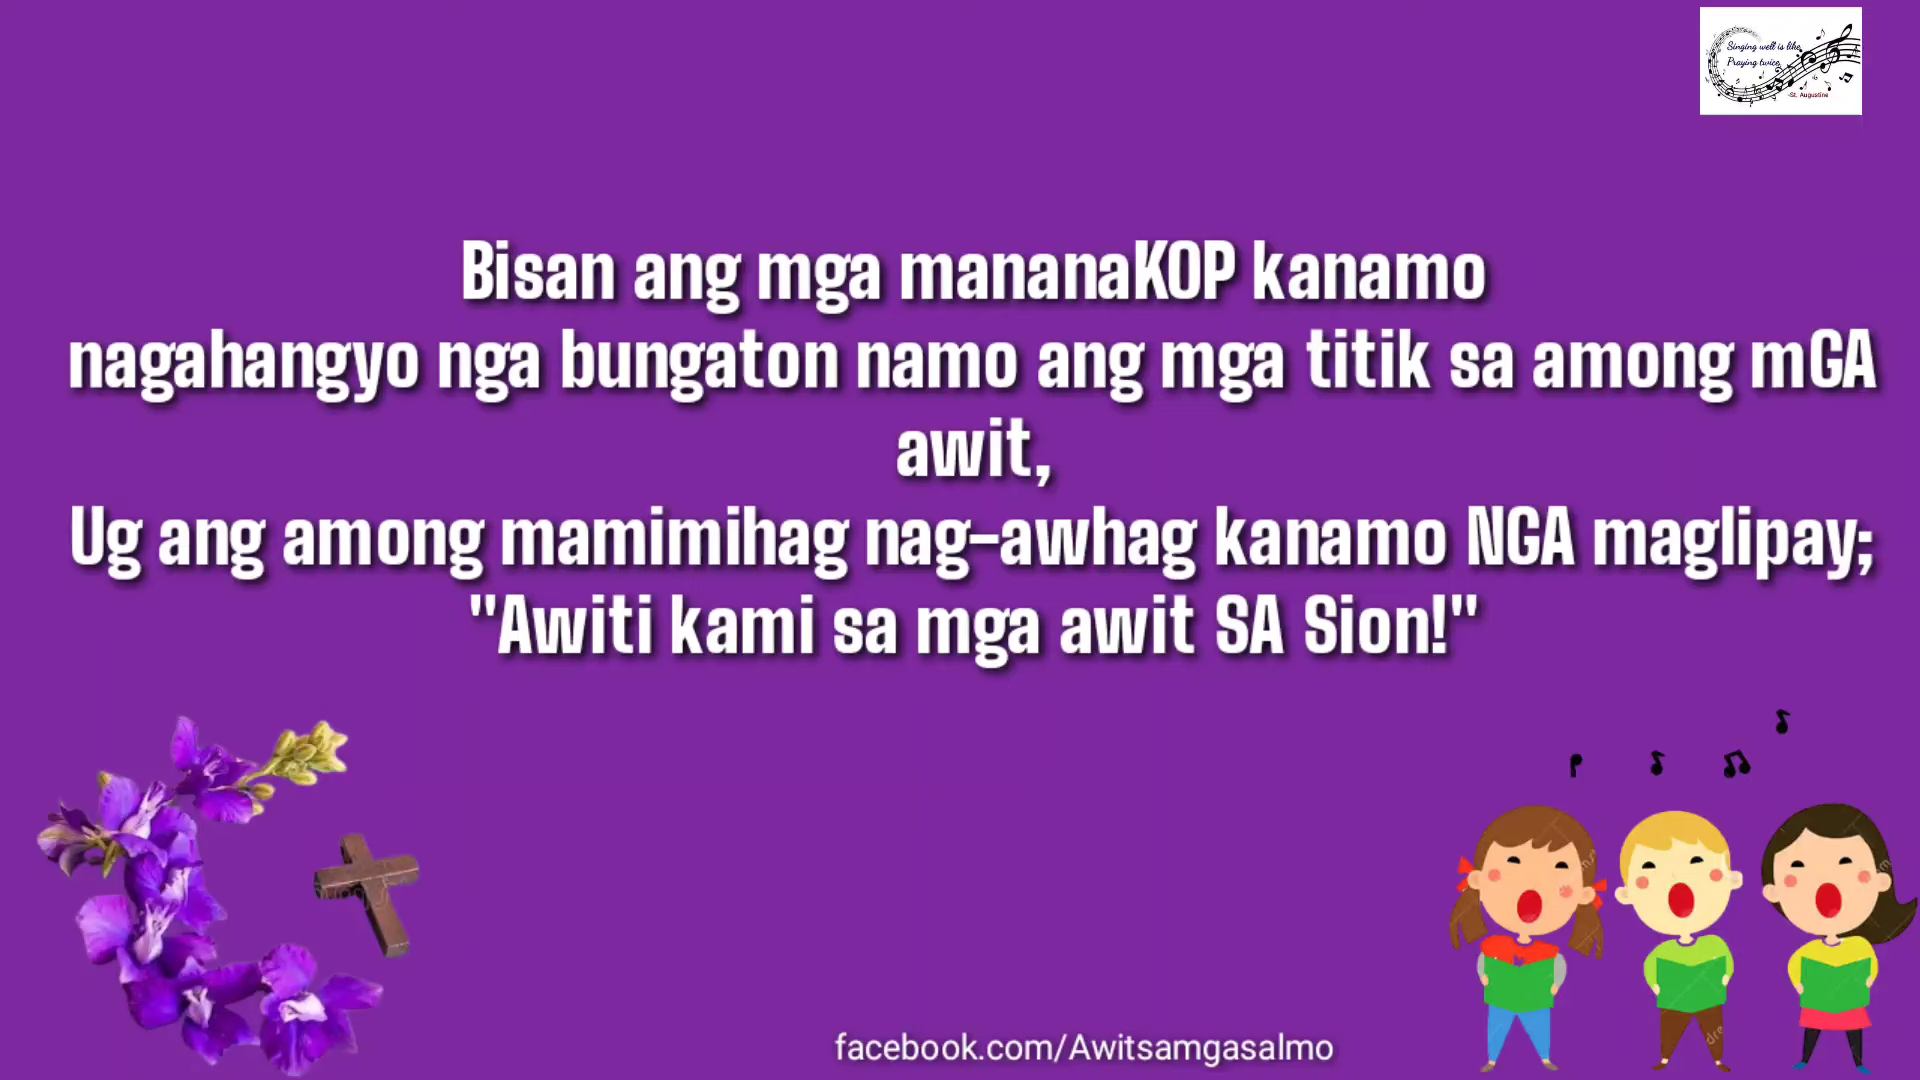 Singing well is like
Praying twice
-St. Augustine
Bisan ang mga mananaKOP kanamo
nagahangyo nga bungaton namo ang mga titik sa among mGA
awit,
Ug ang among mamimihag nag-awhag kanamo NGA maglipay;
"Awiti kami sa mga awit SA Sion!"
facebook.com/Awitsamgasalmo